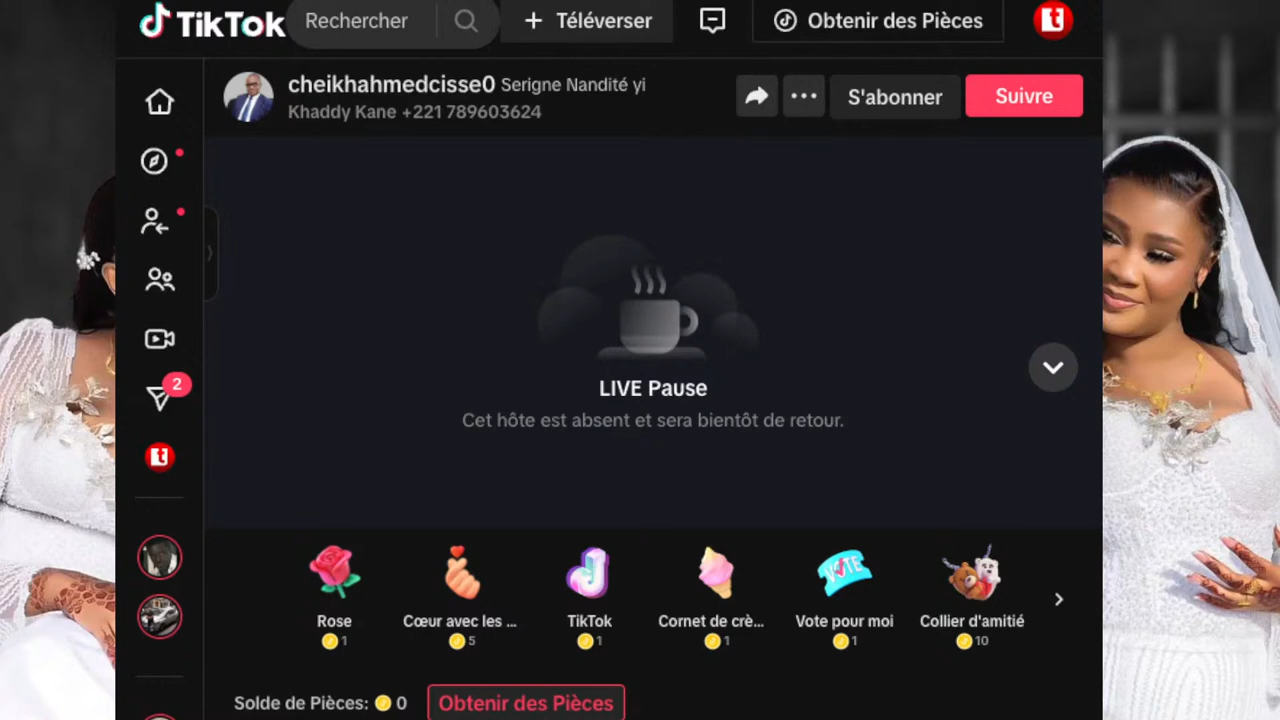 TikTok
Rechercher
Téléverser
Obtenir des Pièces
t
cheikhahmedcisse0 Serigne Nandité yi
Khaddy Kane +221 789603624
S'abonner
Suivre
2
t
LIVE Pause
Cet hôte est absent et sera bientôt de retour.
VOTE
Rose
Cœur avec les ...
TikTok
Cornet de crè...
Vote pour moi
Collier d'amitié
1
5
1
1
1
10
Solde de Pièces: 0
Obtenir des Pièces